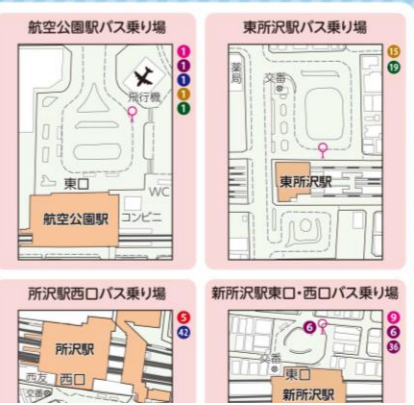 航空公園駅バス乗り場
1
1
1
1
1
飛行機
東口
WC
航空公園駅
コンビニ
東所沢駅バス乗り場
15
19
薬局
交番
東所沢駅
所沢駅西口バス乗り場
5
42
所沢駅
西友
西口
交番
新所沢駅東口・西口バス乗り場
9
6
36
6
交番
東口
新所沢駅